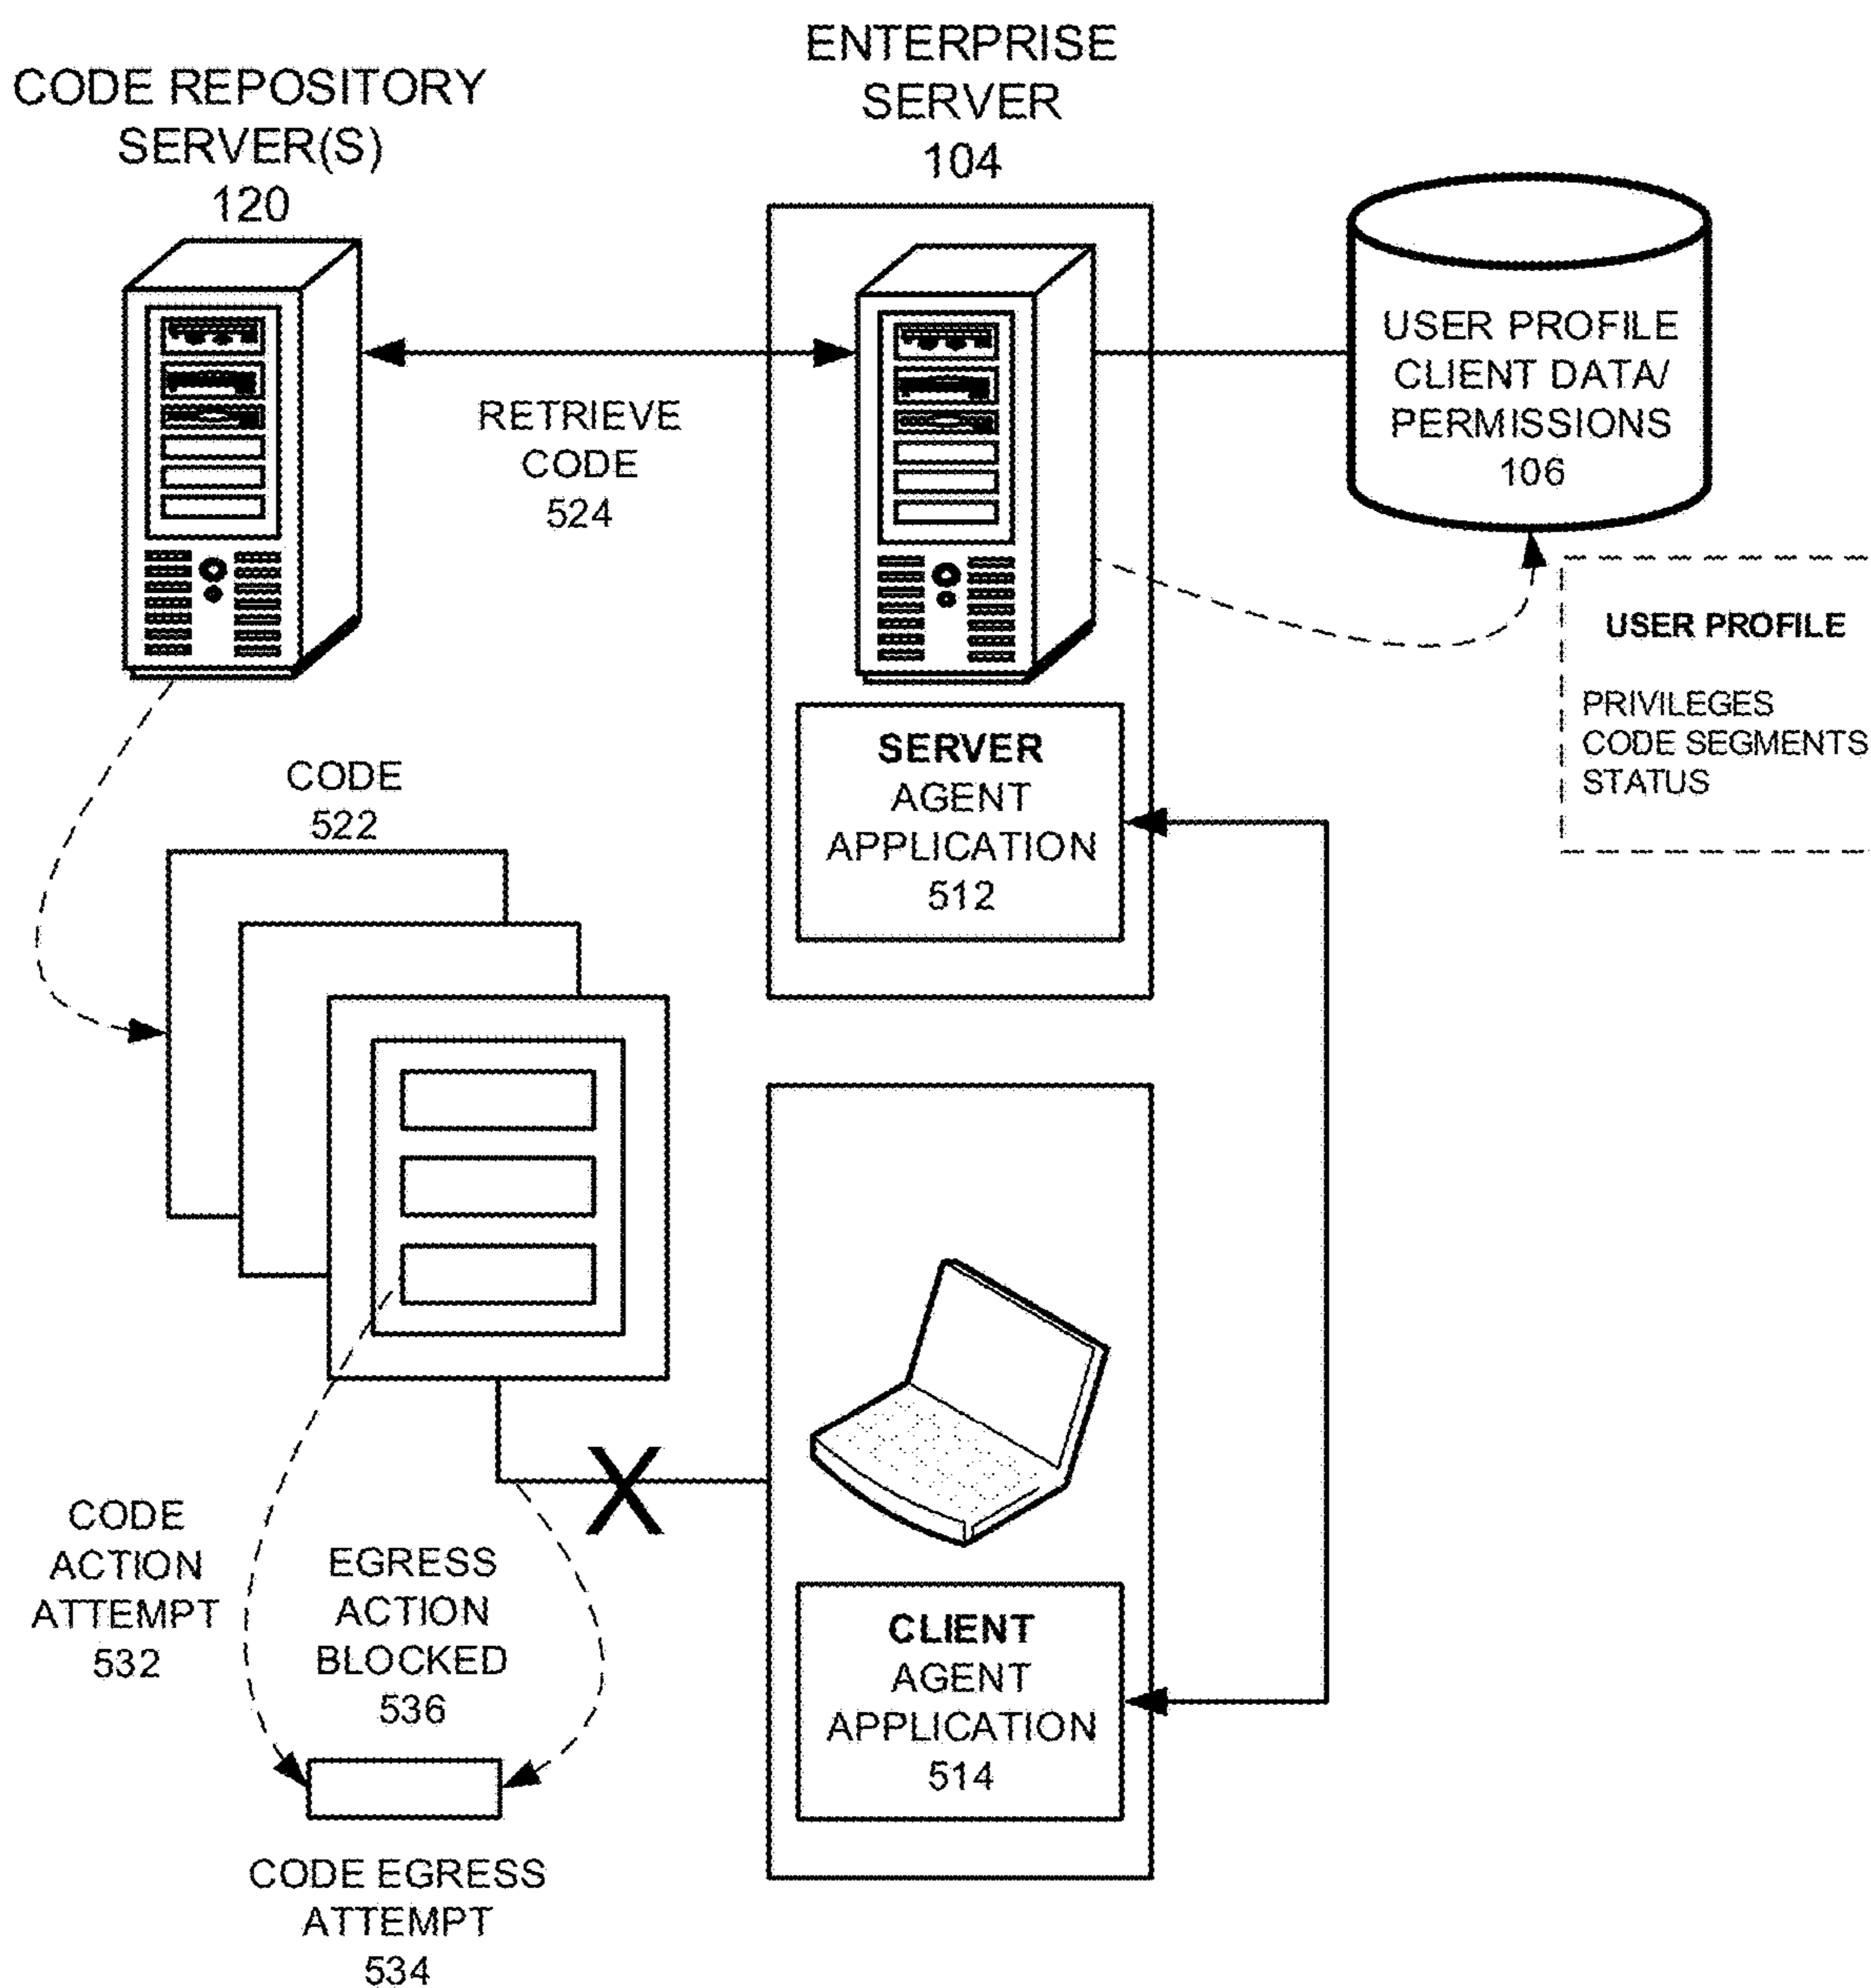 CODE REPOSITORY
SERVER(S)
120
ENTERPRISE
SERVER
104
USER PROFILE
CLIENT DATA/
PERMISSIONS
106
RETRIEVE
CODE
524
USER PROFILE
PRIVILEGES
CODE SEGMENTS
STATUS
SERVER
AGENT
APPLICATION
512
CODE
522
CODE
ACTION
ATTEMPT
532
EGRESS
ACTION
BLOCKED
536
CLIENT
AGENT
APPLICATION
514
CODE EGRESS
ATTEMPT
534